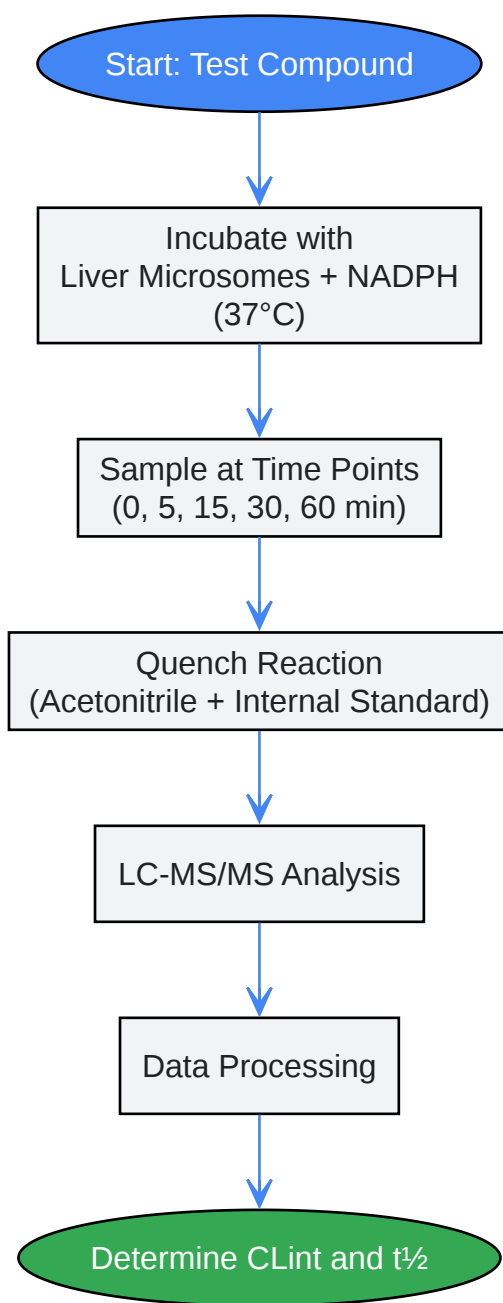 Start: Test Compound
Incubate with
Liver Microsomes + NADPH
(37°C)
Sample at Time Points
(0, 5, 15, 30, 60 min)
Quench Reaction
(Acetonitrile + Internal Standard)
LC-MS/MS Analysis
Data Processing
Determine CLint and t½